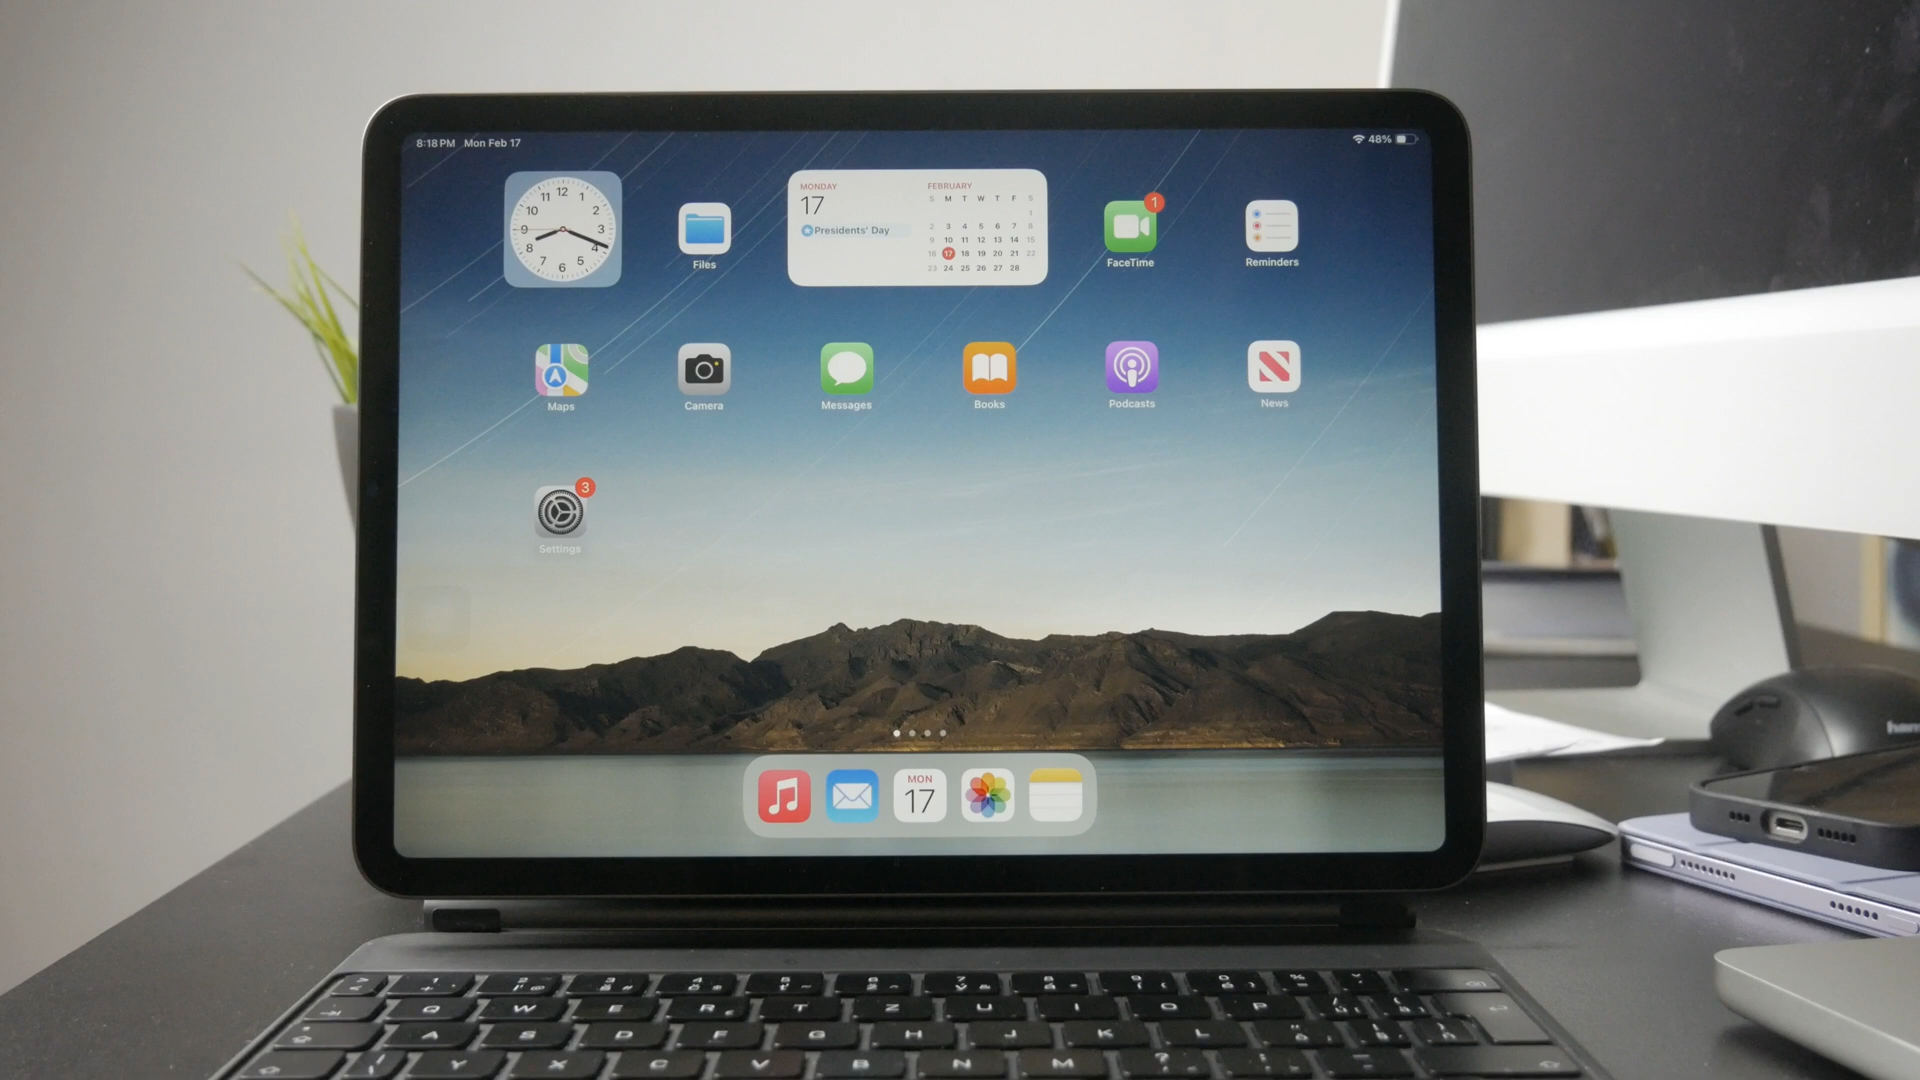 8:18 PM Mon Feb 17
48%
12
11 1
10 2
9 3
8 4
7 5
6
Files
MONDAY
17
Presidents' Day
FEBRUARY
S M T W T F S
1
2 3 4 5 6 7 8
9 10 11 12 13 14 15
16 17 18 19 20 21 22
23 24 25 26 27 28
1
FaceTime
Reminders
Maps
Camera
Messages
Books
Podcasts
News
3
Settings
MON
17
Q W E R T Z U I O P
A S D F G H J K L
Y X C V B N M